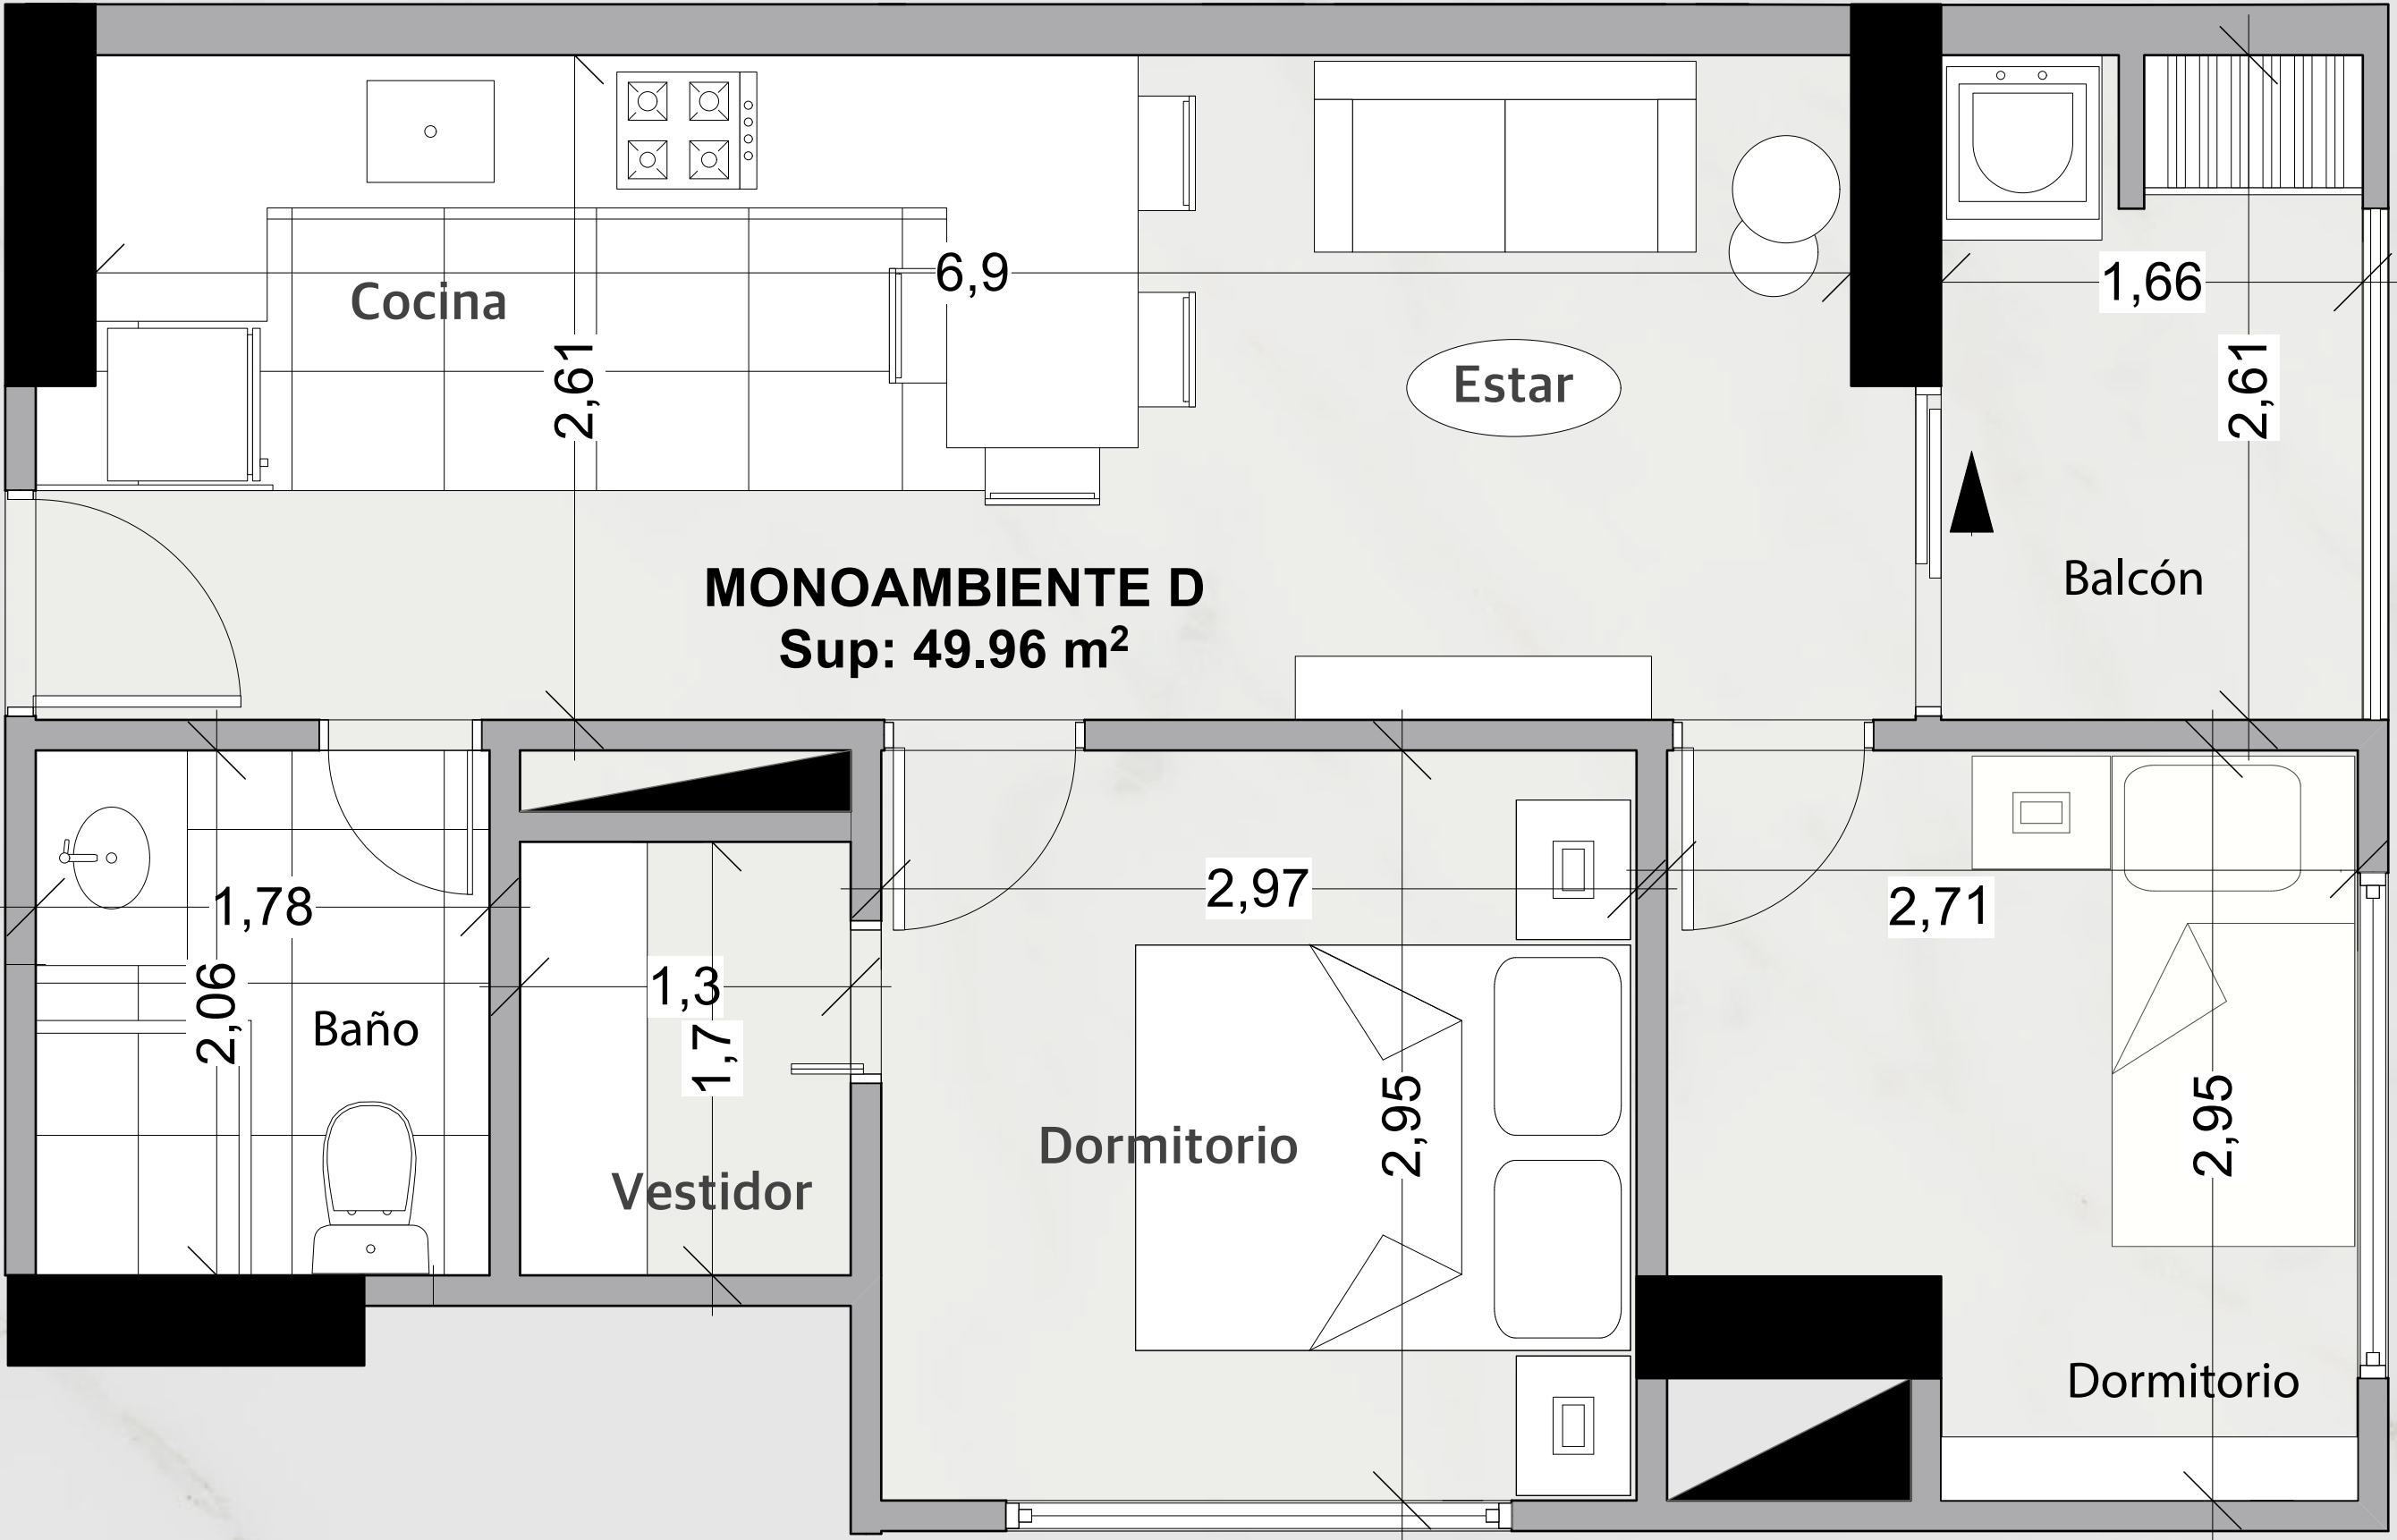 6,9
Cocina
1,66
2,61
Estar
2,61
MONOAMBIENTE D
Sup: 49.96 m²
Balcón
1,78
2,97
2,71
2,06
1,3
Baño
1,7
Dormitorio
2,95
2,95
Vestidor
Dormitorio